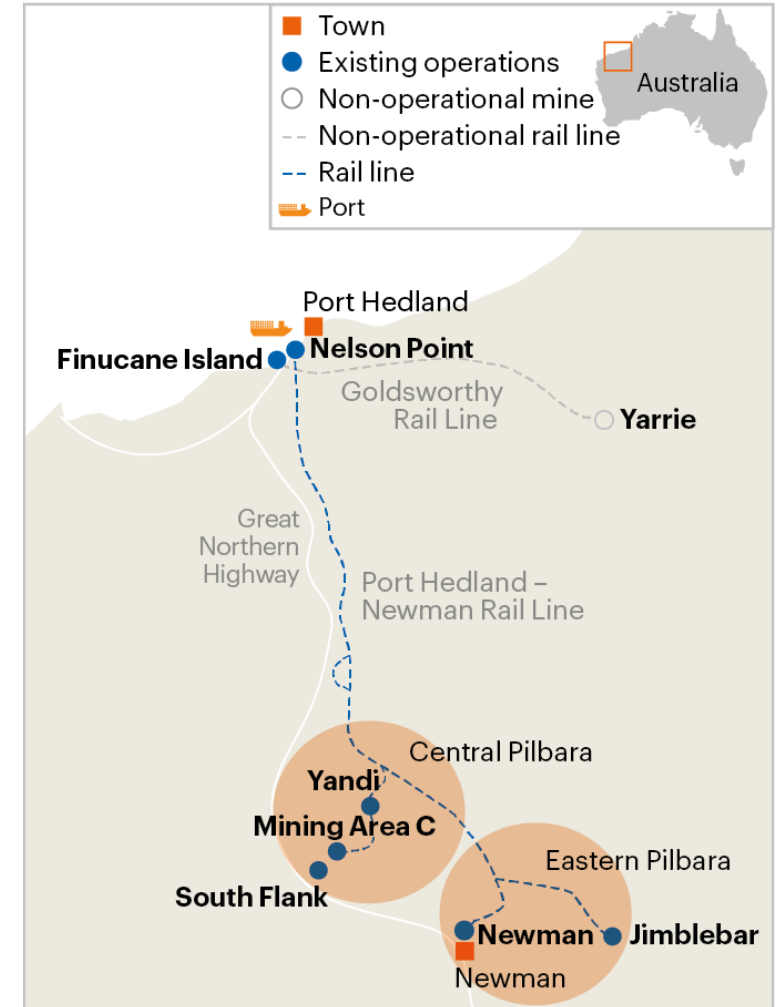 Town
Existing operations
Non-operational mine
Non-operational rail line
Rail line
Port
Australia
Port Hedland
Nelson Point
Finucane Island
Goldsworthy
Rail Line
Yarrie
Great
Northern
Highway
Port Hedland –
Newman Rail Line
Central Pilbara
Yandi
Mining Area C
South Flank
Eastern Pilbara
Newman
Jimblebar
Newman